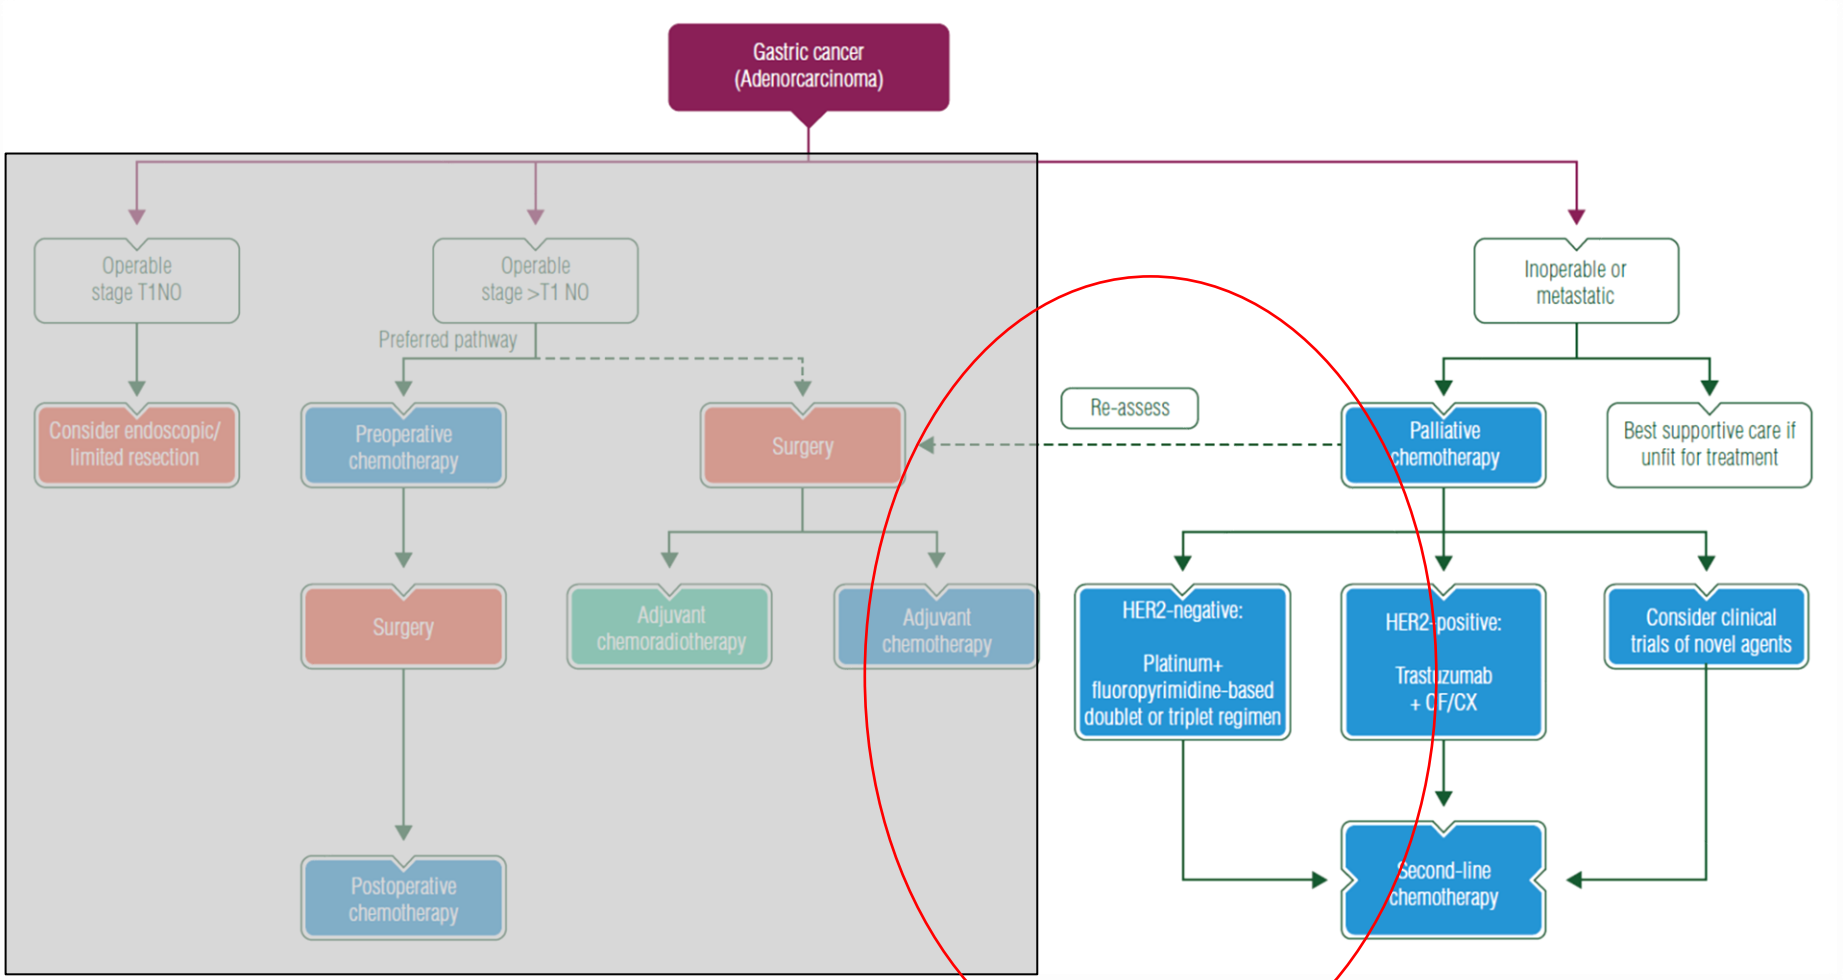 Gastric cancer
(Adenorcarcinoma)
Operable
stage T1NO
Operable
stage >T1 NO
Inoperable or
metastatic
Preferred pathway
Re-assess
Consider endoscopic/
limited resection
Preoperative
chemotherapy
Surgery
Palliative
chemotherapy
Best supportive care if
unfit for treatment
Surgery
Adjuvant
chemoradiotherapy
Adjuvant
chemotherapy
HER2-negative:
Platinum+
fluoropyrimidine-based
doublet or triplet regimen
HER2-positive:
Trastuzumab
+ CF/CX
Consider clinical
trials of novel agents
Postoperative
chemotherapy
Second-line
chemotherapy